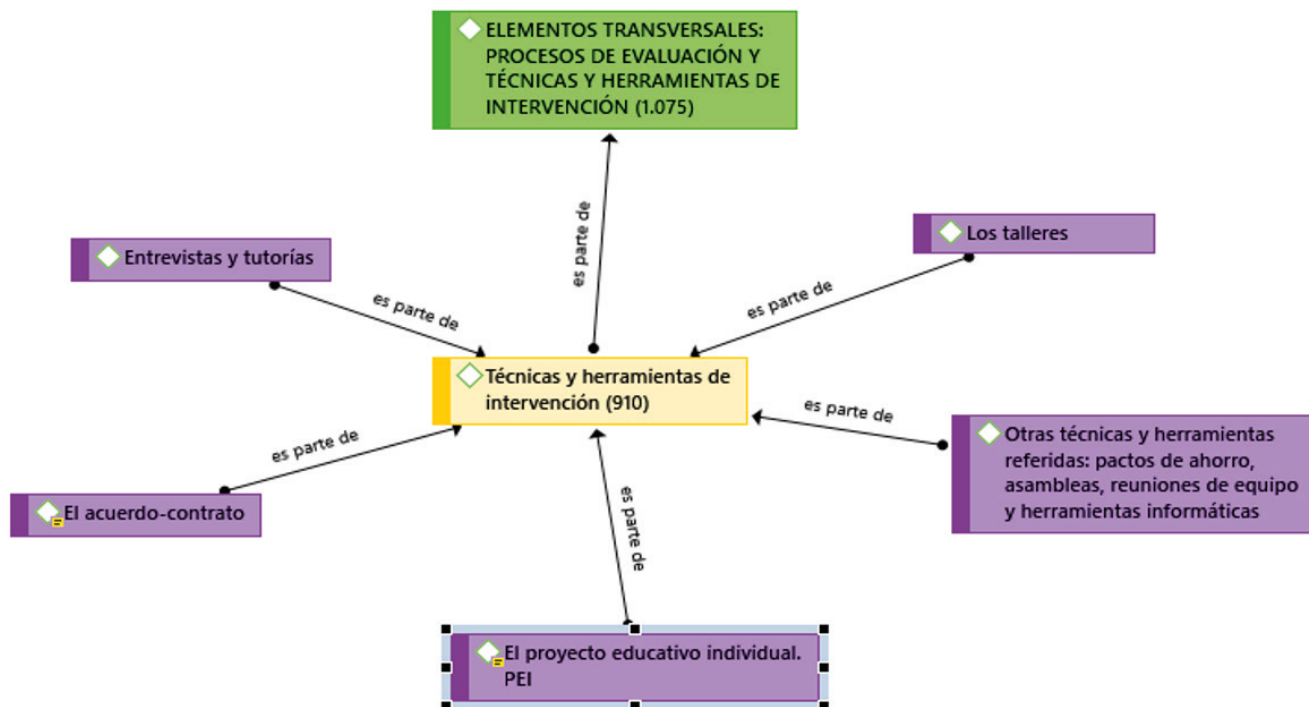 ELEMENTOS TRANSVERSALES:
PROCESOS DE EVALUACIÓN Y
TÉCNICAS Y HERRAMIENTAS DE
INTERVENCIÓN (1.075)
es parte de
Entrevistas y tutorías
Los talleres
es parte de
es parte de
Técnicas y herramientas de
intervención (910)
es parte de
Otras técnicas y herramientas
referidas: pactos de ahorro,
asambleas, reuniones de equipo
y herramientas informáticas
es parte de
El acuerdo-contrato
es parte de
El proyecto educativo individual.
PEI